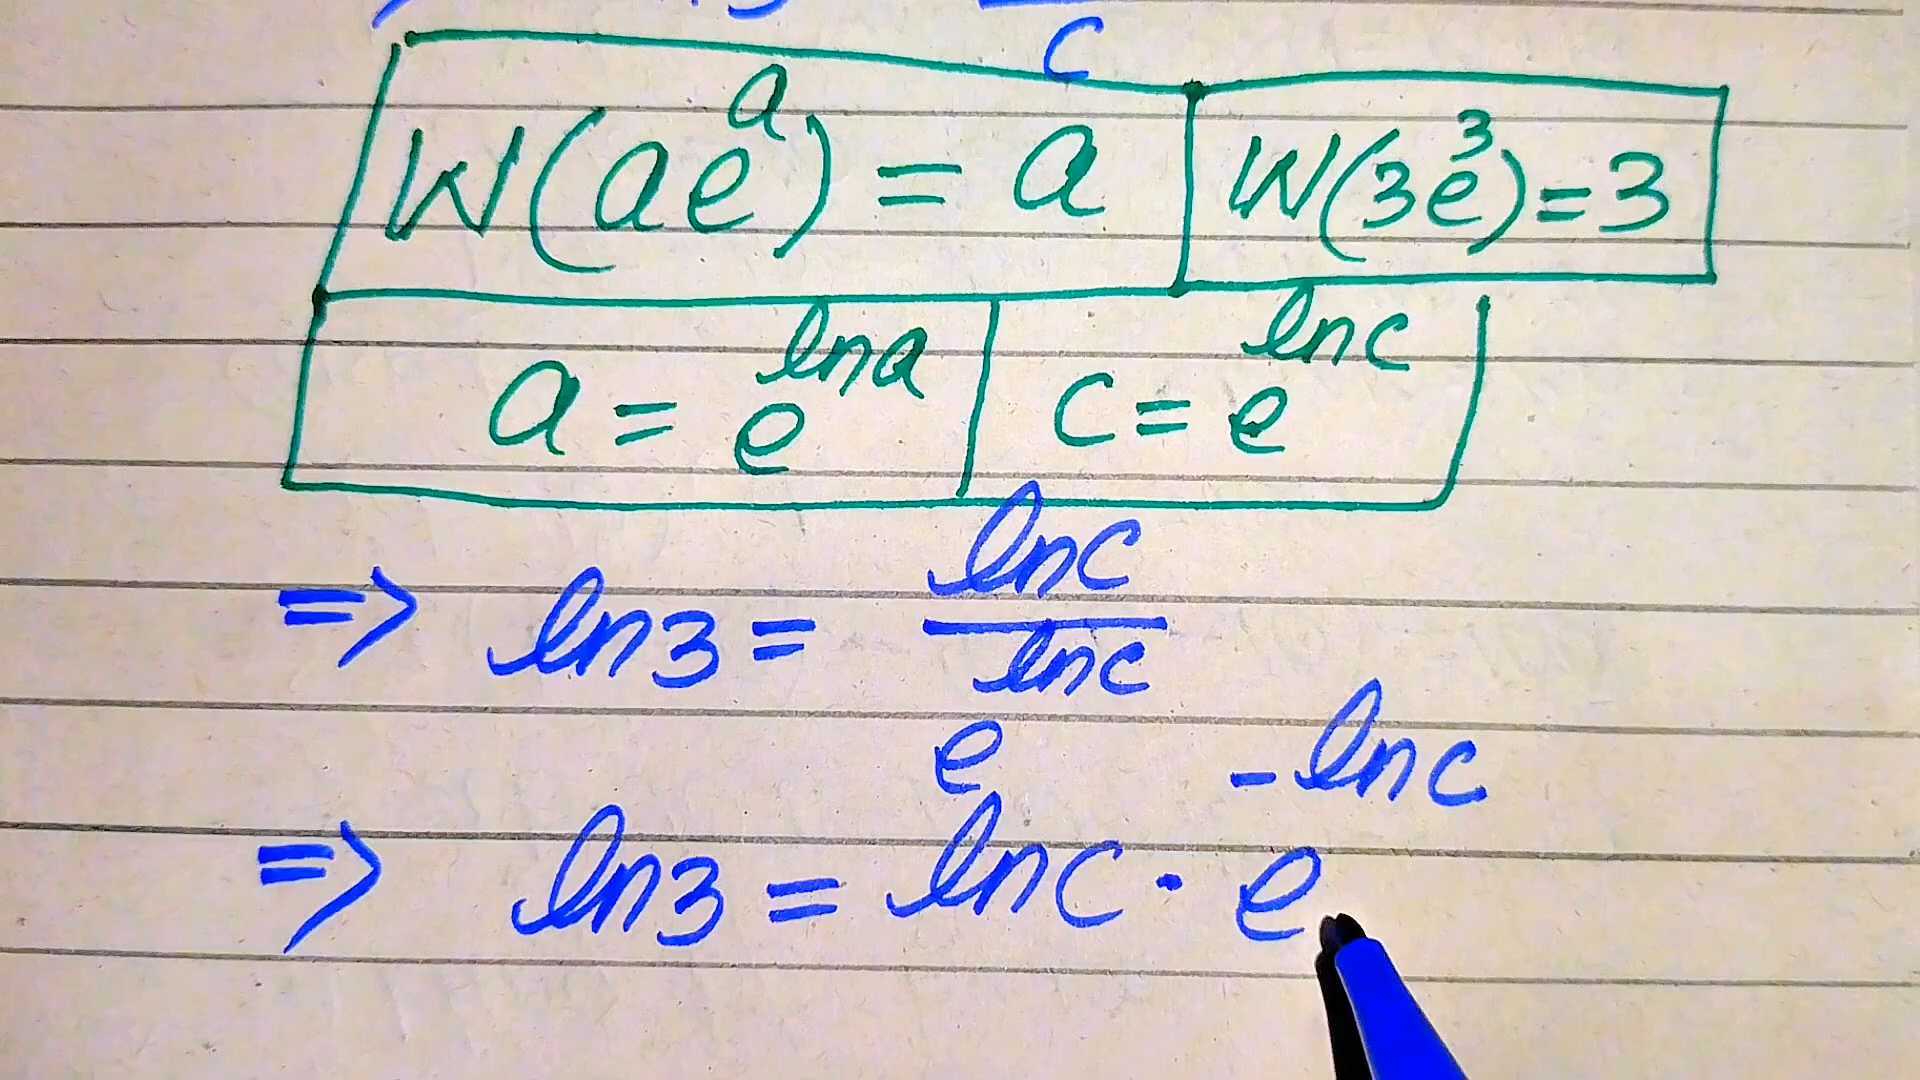 c
W(ae^a) = a W(3e^3)=3
a = e^lna c = e^lnc
=> ln3 = lnc / e^lnc
=> ln3 = lnc · e^-lnc